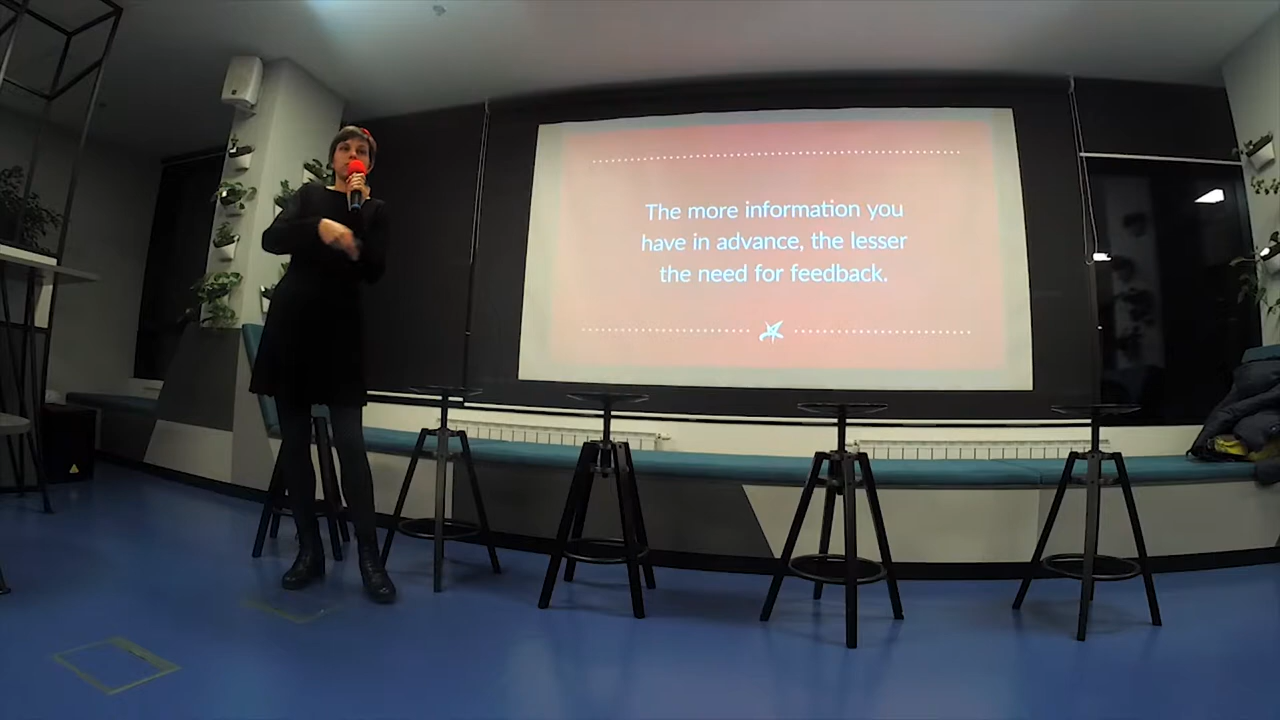 The more information you
have in advance, the lesser
the need for feedback.